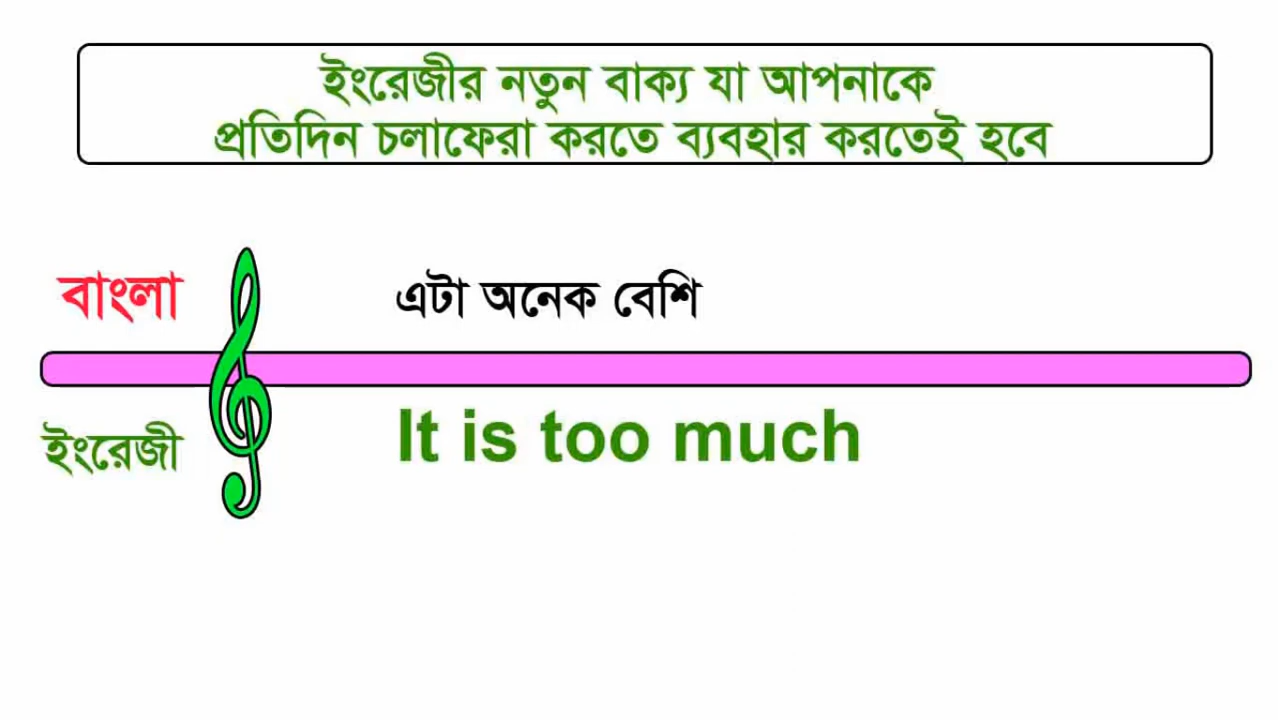 ইংরেজীর নতুন বাক্য যা আপনাকে
প্রতিদিন চলাফেরা করতে ব্যবহার করতেই হবে
বাংলা
এটা অনেক বেশি
ইংরেজী
It is too much